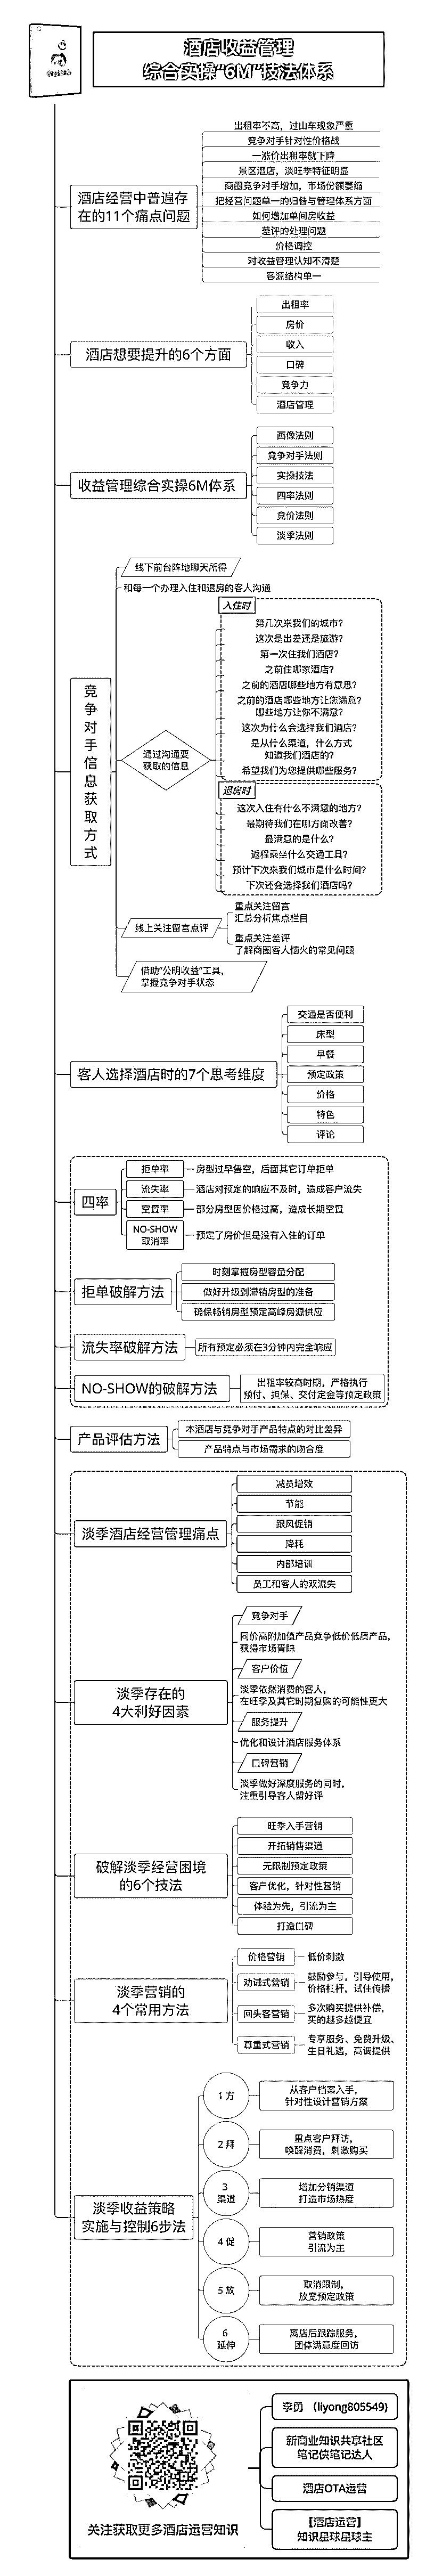 酒店收益管理
综合实操“6M”技法体系
酒店经营中普遍存
在的11个痛点问题
出租率不高，过山车现象严重
竞争对手针对性价格战
一涨价出租率就下降
景区酒店，淡旺季特征明显
商圈竞争对手增加，市场份额萎缩
把经营问题单一的归咎与管理体系方面
如何增加单间房收益
差评的处理问题
价格调控
对收益管理认知不清楚
客源结构单一
酒店想要提升的6个方面
出租率
房价
收入
口碑
竞争力
酒店管理
收益管理综合实操6M体系
画像法则
竞争对手法则
实操技法
四率法则
竞价法则
淡季法则
竞争对手信息获取方式
线下前台阵地聊天所得
和每一个办理入住和退房的客人沟通
通过沟通要
获取的信息
入住时
第几次来我们的城市？
这次是出差还是旅游？
第一次住我们酒店？
之前住哪家酒店？
之前的酒店哪些地方有意思？
之前的酒店哪些地方让您满意？
哪些地方让你不满意？
这次为什么会选择我们酒店？
是从什么渠道，什么方式
知道我们酒店的？
希望我们为您提供哪些服务？
退房时
这次入住有什么不满意的地方？
最期待我们在哪方面改善？
最满意的是什么？
返程乘坐什么交通工具？
预计下次来我们城市是什么时间？
下次还会选择我们酒店吗？
线上关注留言点评
重点关注留言
汇总分析焦点栏目
重点关注差评
了解商圈客人恼火的常见问题
借助“公明收益”工具，
掌握竞争对手状态
客人选择酒店时的7个思考维度
交通是否便利
床型
早餐
预定政策
价格
特色
评论
四率
拒单率
房型过早售空，后面其它订单拒单
流失率
酒店对预定的响应不及时，造成客户流失
空置率
部分房型因价格过高，造成长期空置
NO-SHOW
取消率
预定了房价但是没有入住的订单
拒单破解方法
时刻掌握房型容量分配
做好升级到滞销房型的准备
确保畅销房型预定高峰房源供应
流失率破解方法
所有预定必须在3分钟内完全响应
NO-SHOW的破解方法
出租率较高时期，严格执行
预付、担保、交付定金等预定政策
产品评估方法
本酒店与竞争对手产品特点的对比差异
产品特点与市场需求的吻合度
淡季酒店经营管理痛点
减员增效
节能
跟风促销
降耗
内部培训
员工和客人的双流失
淡季存在的
4大利好因素
竞争对手
同价高附加值产品竞争低价低质产品，
获得市场青睐
客户价值
淡季依然消费的客人，
在旺季及其它时期复购的可能性更大
服务提升
优化和设计酒店服务体系
口碑营销
淡季做好深度服务的同时，
注重引导客人留好评
破解淡季经营困境
的6个技法
旺季入手营销
开拓销售渠道
无限制预定政策
客户优化，针对性营销
体验为先，引流为主
打造口碑
淡季营销的
4个常用方法
价格营销
低价刺激
劝诫式营销
鼓励参与，引导使用，
价格杠杆，试住传播
回头客营销
多次购买提供补偿，
买的越多越便宜
尊重式营销
专享服务、免费升级、
生日礼遇，高调提供
淡季收益策略
实施与控制6步法
1 方
从客户档案入手，
针对性设计营销方案
2 拜
重点客户拜访，
唤醒消费，刺激购买
3
渠道
增加分销渠道
打造市场热度
4 促
营销政策
引流为主
5 放
取消限制，
放宽预定政策
6
延伸
离店后跟踪服务，
团体满意度回访
关注获取更多酒店运营知识
李勇 （liyong805549）
新商业知识共享社区
笔记侠笔记达人
酒店OTA运营
【酒店运营】
知识星球星球主